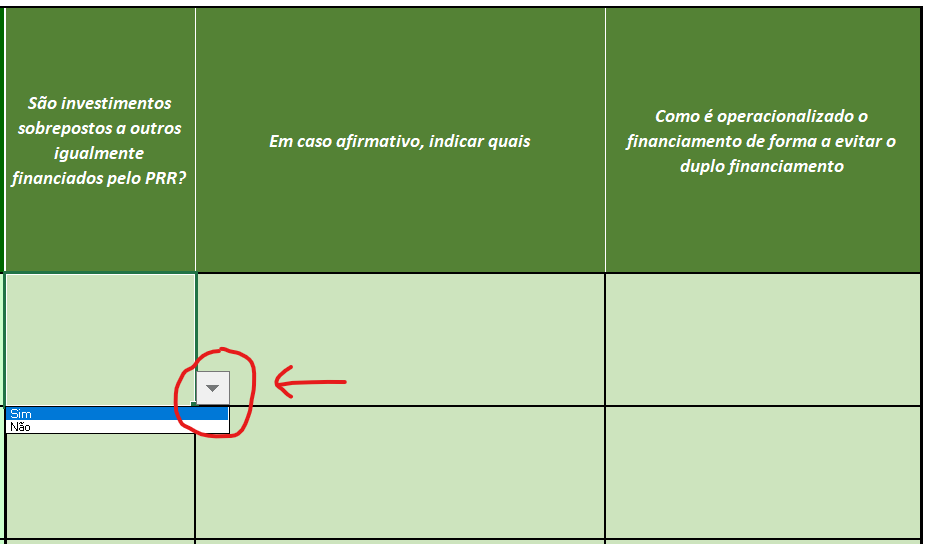 São investimentos
sobrepostos a outros
igualmente
financiados pelo PRR?
Em caso afirmativo, indicar quais
Como é operacionalizado o
financiamento de forma a evitar o
duplo financiamento
Sim
Não